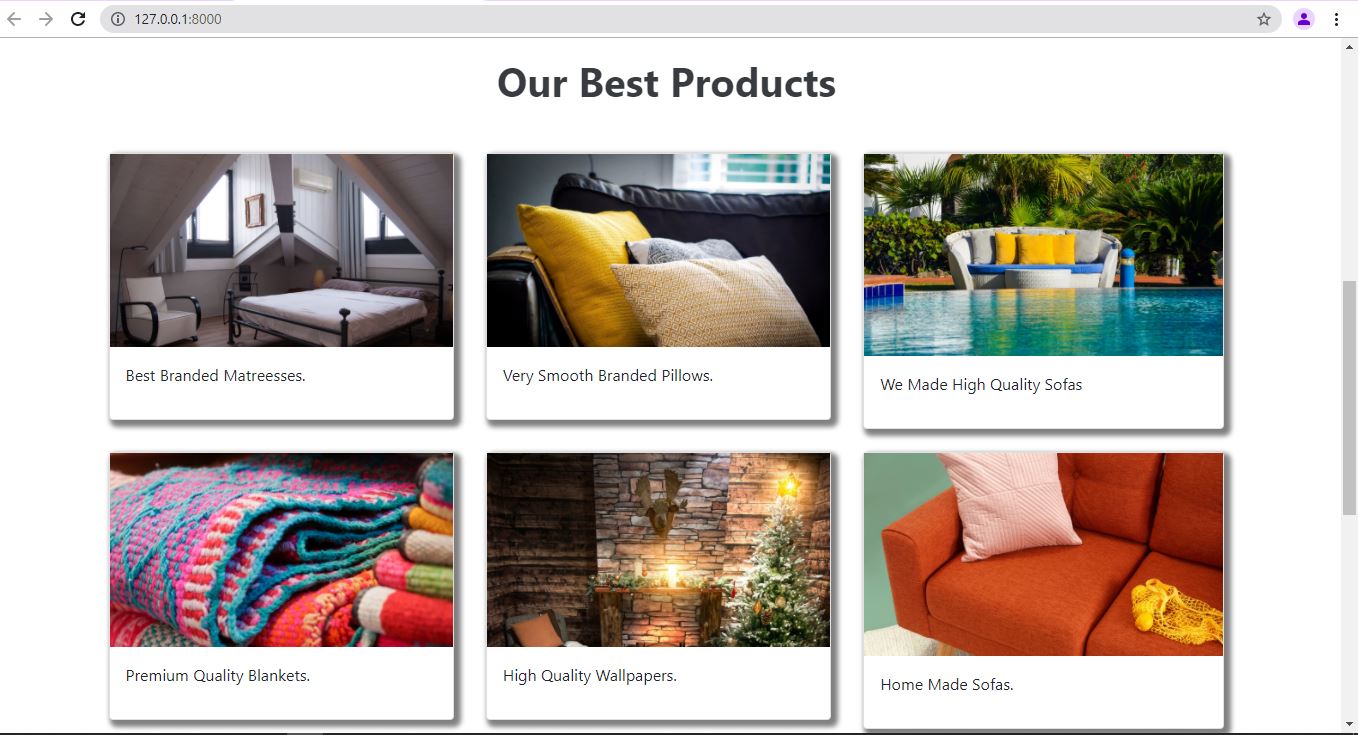 127.0.0.1:8000
Our Best Products
Best Branded Matreesses.
Very Smooth Branded Pillows.
We Made High Quality Sofas
Premium Quality Blankets.
High Quality Wallpapers.
Home Made Sofas.